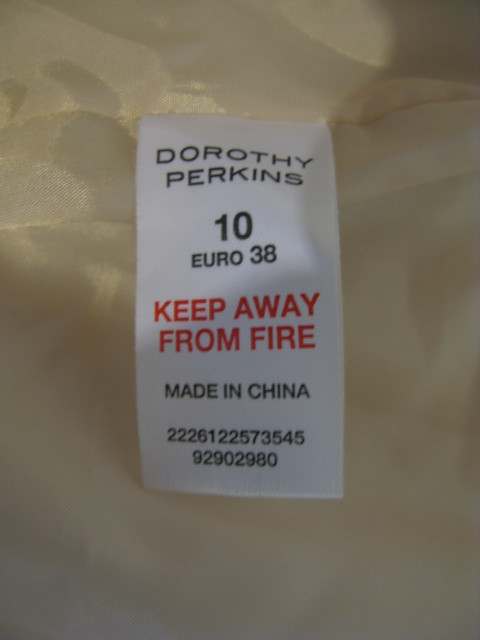 DOROTHY
PERKINS
10
EURO 38
KEEP AWAY
FROM FIRE
MADE IN CHINA
2226122573545
92902980